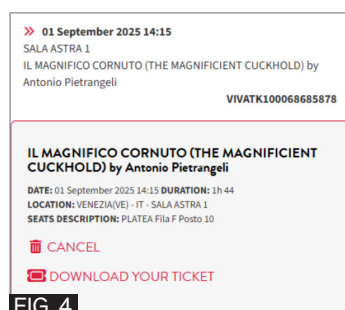 01 September 2025 14:15
SALA ASTRA 1
IL MAGNIFICO CORNUTO (THE MAGNIFICIENT CUCKHOLD) by
Antonio Pietrangeli
VIVATK100068685878
IL MAGNIFICO CORNUTO (THE MAGNIFICIENT
CUCKHOLD) by Antonio Pietrangeli
DATE: 01 September 2025 14:15 DURATION: 1h 44
LOCATION: VENEZIA(VE) - IT - SALA ASTRA 1
SEATS DESCRIPTION: PLATEA Fila F Posto 10
CANCEL
DOWNLOAD YOUR TICKET
FIG. 4